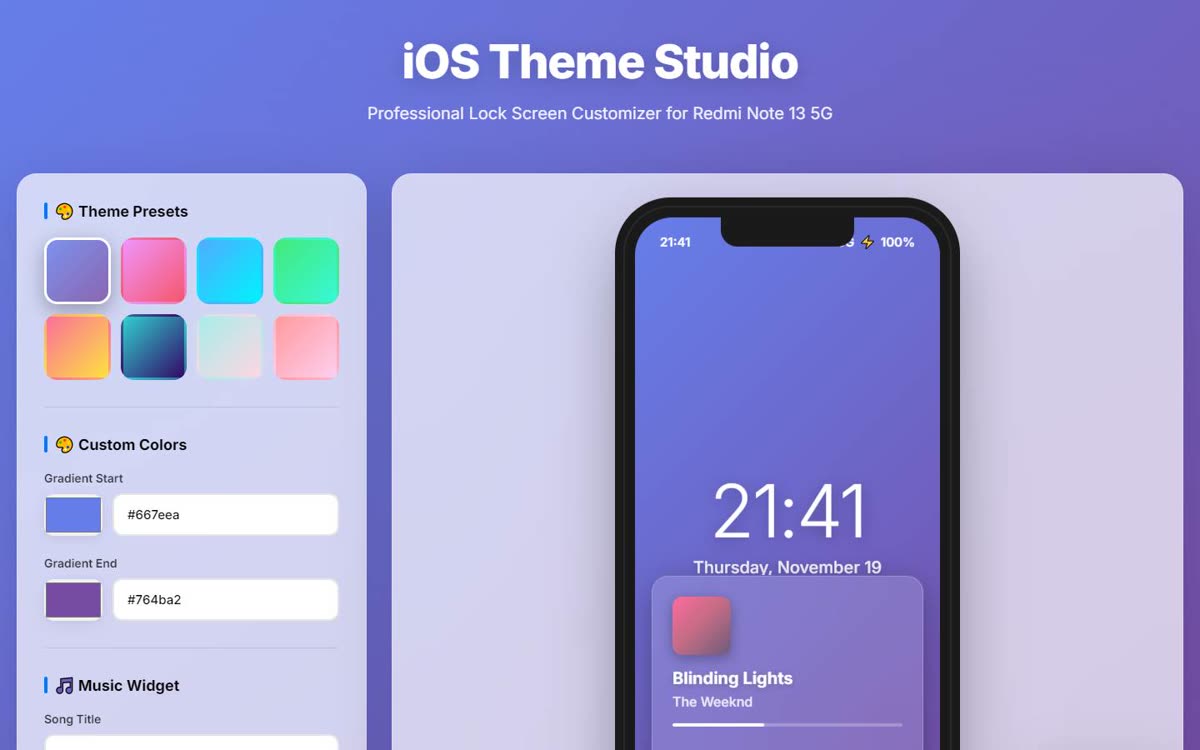 iOS Theme Studio
Professional Lock Screen Customizer for Redmi Note 13 5G
🎨 Theme Presets
🎨 Custom Colors
Gradient Start
#667eea
Gradient End
#764ba2
🎵 Music Widget
Song Title
21:41
⚡ 100%
21:41
Thursday, November 19
Blinding Lights
The Weeknd